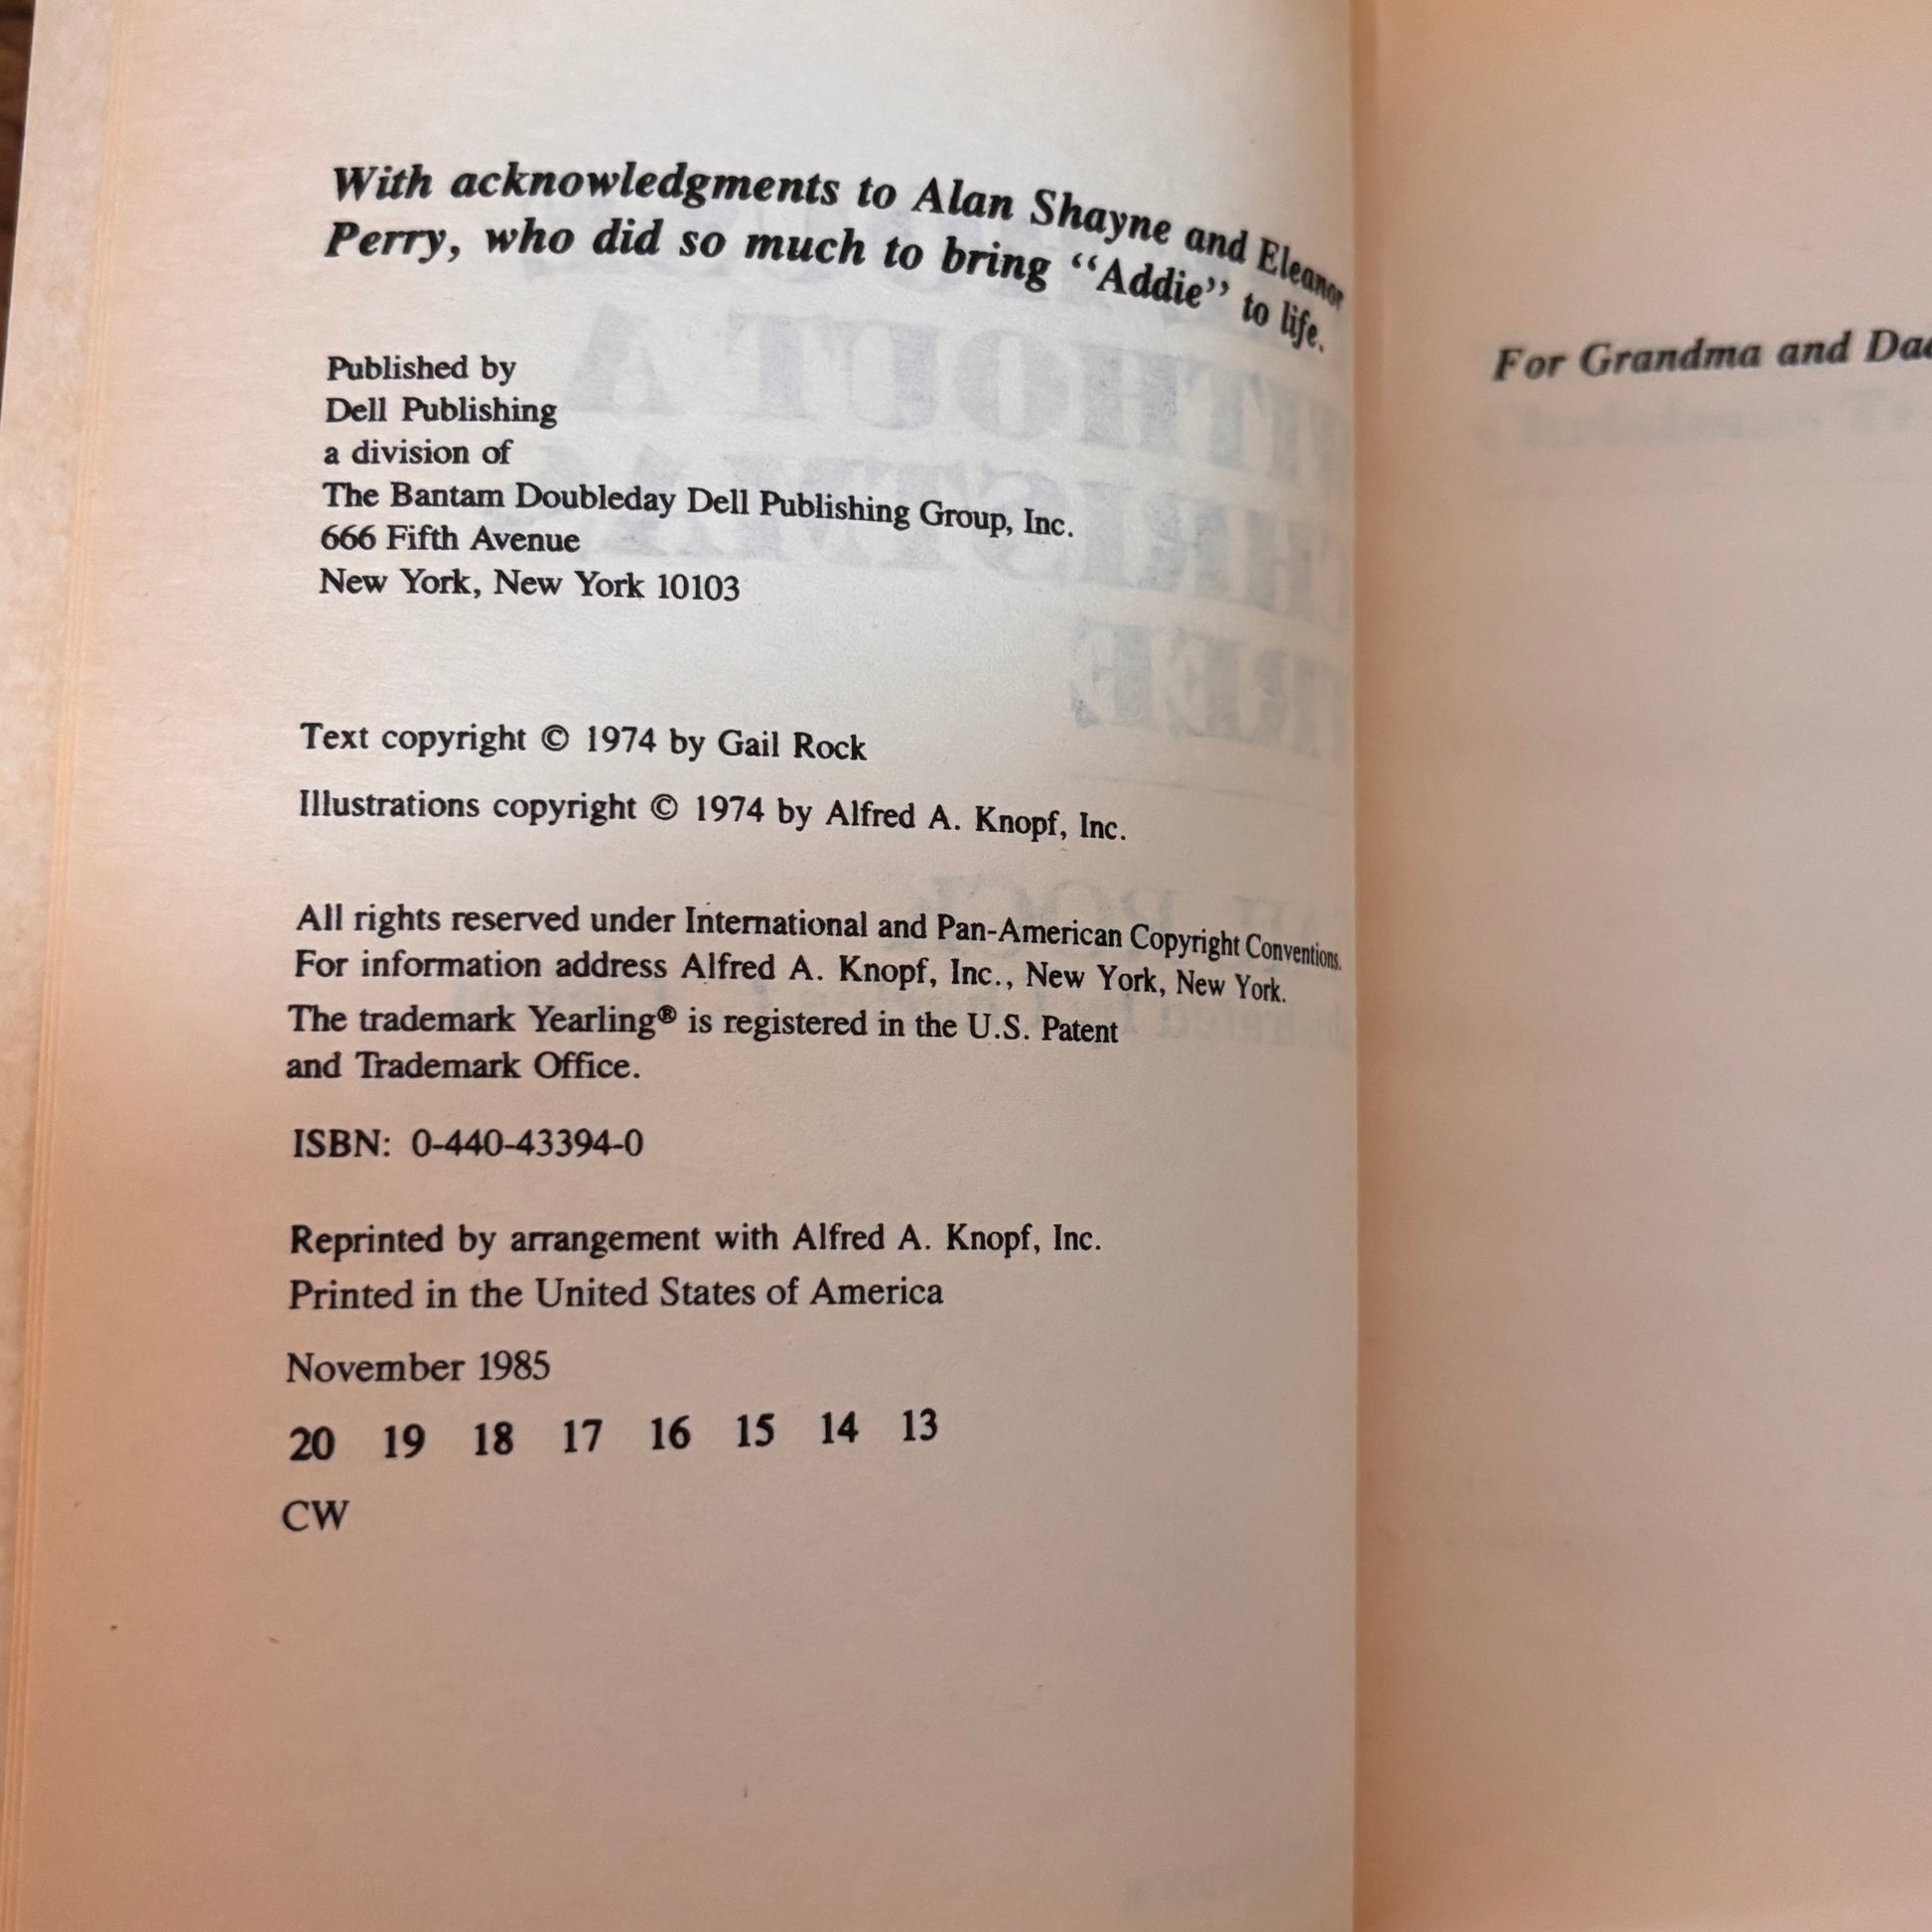 With acknowledgments to Alan Shayne and Eleanor
Perry, who did so much to bring “Addie” to life.
Published by
Dell Publishing
a division of
The Bantam Doubleday Dell Publishing Group, Inc.
666 Fifth Avenue
New York, New York 10103
Text copyright © 1974 by Gail Rock
Illustrations copyright © 1974 by Alfred A. Knopf, Inc.
All rights reserved under International and Pan-American Copyright Conventions.
For information address Alfred A. Knopf, Inc., New York, New York.
The trademark Yearling® is registered in the U.S. Patent
and Trademark Office.
ISBN: 0-440-43394-0
Reprinted by arrangement with Alfred A. Knopf, Inc.
Printed in the United States of America
November 1985
20 19 18 17 16 15 14 13
CW
For Grandma and